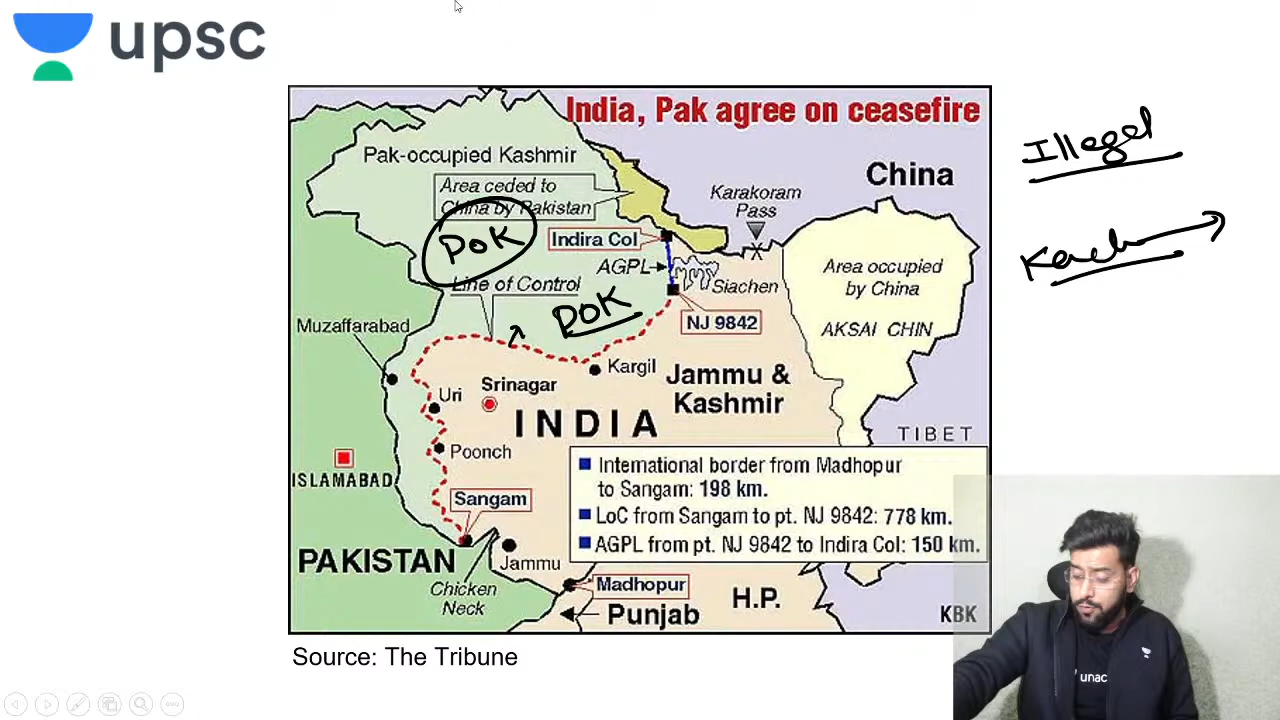 upsc
India, Pak agree on ceasefire
Pak-occupied Kashmir
Area ceded to
China by Pakistan
Karakoram
Pass
China
Illegal
POK
Indira Col
AGPL
Line of Control
POK
Siachen
Area occupied
by China
AKSAI CHIN
NJ 9842
Muzaffarabad
Kargil
Jammu &
Kashmir
Uri
Srinagar
INDIA
TIBET
Poonch
ISLAMABAD
Sangam
International border from Madhopur
to Sangam: 198 km.
LoC from Sangam to pt. NJ 9842: 778 km.
AGPL from pt. NJ 9842 to Indira Col: 150 km.
PAKISTAN
Jammu
Chicken
Neck
Madhopur
Punjab
H.P.
KBK
Source: The Tribune
unac